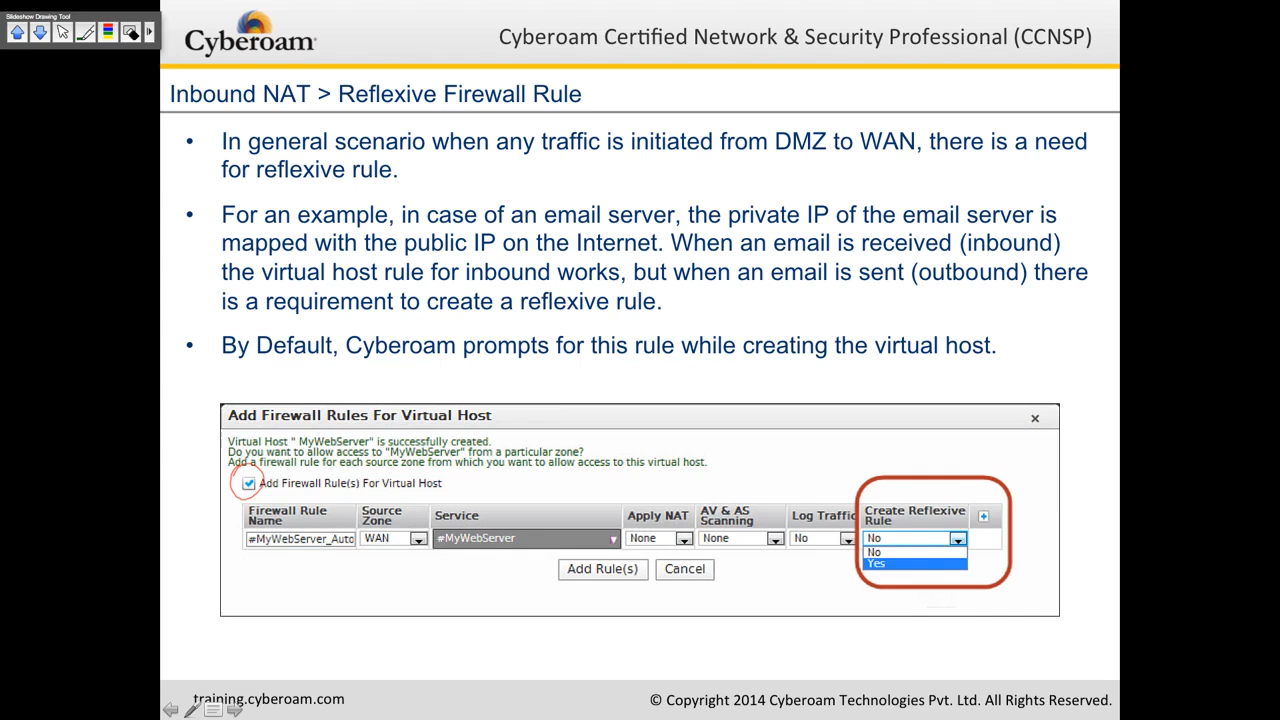 Slideshow Drawing Tool
Cyberoam
Cyberoam Certified Network & Security Professional (CCNSP)
Inbound NAT > Reflexive Firewall Rule
• In general scenario when any traffic is initiated from DMZ to WAN, there is a need
for reflexive rule.
• For an example, in case of an email server, the private IP of the email server is
mapped with the public IP on the Internet. When an email is received (inbound)
the virtual host rule for inbound works, but when an email is sent (outbound) there
is a requirement to create a reflexive rule.
• By Default, Cyberoam prompts for this rule while creating the virtual host.
Add Firewall Rules For Virtual Host
Virtual Host " MyWebServer" is successfully created.
Do you want to allow access to "MyWebServer" from a particular zone?
Add a firewall rule for each source zone from which you want to allow access to this virtual host.
Add Firewall Rule(s) For Virtual Host
Firewall Rule Name Source Zone Service Apply NAT AV & AS Scanning Log Traffic Create Reflexive Rule
#MyWebServer_Auto WAN #MyWebServer None None No No
No
Yes
Add Rule(s) Cancel
training.cyberoam.com © Copyright 2014 Cyberoam Technologies Pvt. Ltd. All Rights Reserved.